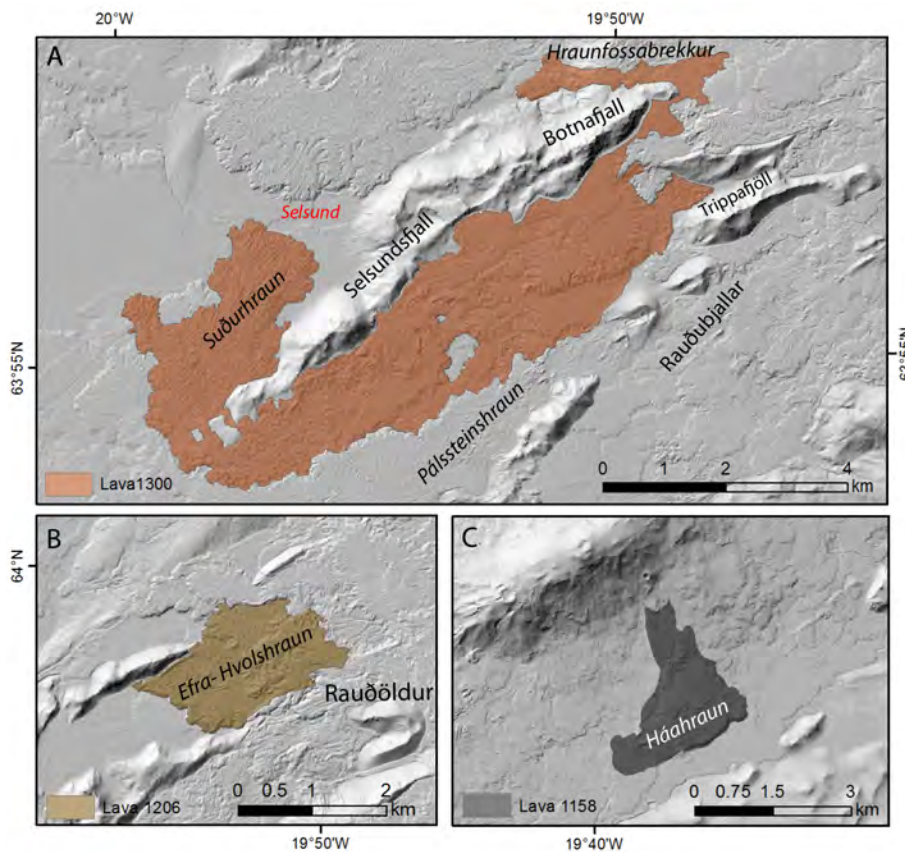 20°W
19°50'W
A
Hraunfossabrekkur
Botnafjall
Trippafjöll
Selsund
Selsundsfjall
Suðurhraun
Rauðubjallar
63°55'N
63°55'N
Pálssteinshraun
0 1 2 4
km
Lava1300
B
64°N
Efra- Hvolshraun
Rauðöldur
0 0.5 1 2
km
Lava 1206
19°50'W
C
Háahraun
0 0.75 1.5 3
km
Lava 1158
19°40'W